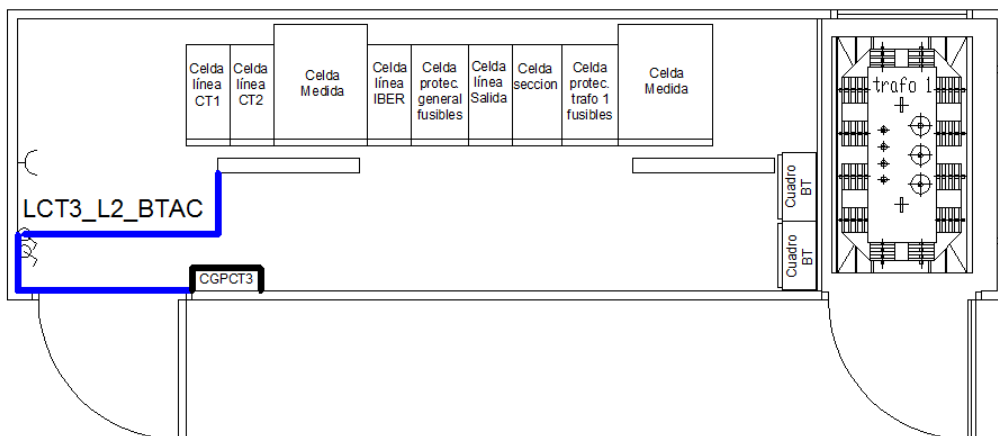 Celda
línea
CT1
Celda
línea
CT2
Celda
Medida
Celda
línea
IBER
Celda
protec.
general
fusibles
Celda
línea
Salida
Celda
seccion
Celda
protec.
trafo 1
fusibles
Celda
Medida
trafo 1
Cuadro
BT
LCT3_L2_BTAC
Cuadro
BT
CGPCT3